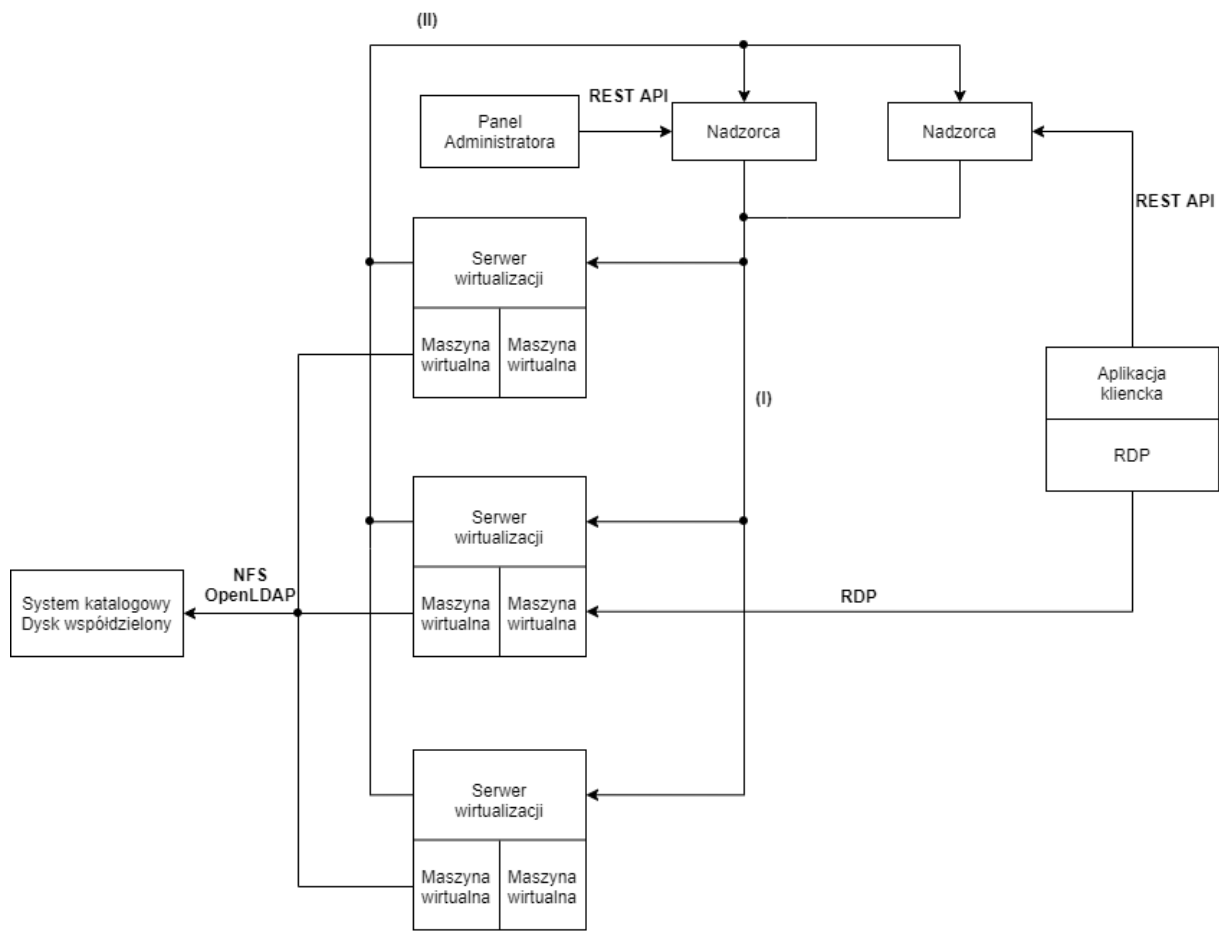 (II)
REST API
Panel
Administratora
Nadzorca
Nadzorca
REST API
Serwer
wirtualizacji
Maszyna
wirtualna
Maszyna
wirtualna
Aplikacja
kliencka
(I)
RDP
Serwer
wirtualizacji
NFS
OpenLDAP
System katalogowy
Dysk współdzielony
Maszyna
wirtualna
Maszyna
wirtualna
RDP
Serwer
wirtualizacji
Maszyna
wirtualna
Maszyna
wirtualna